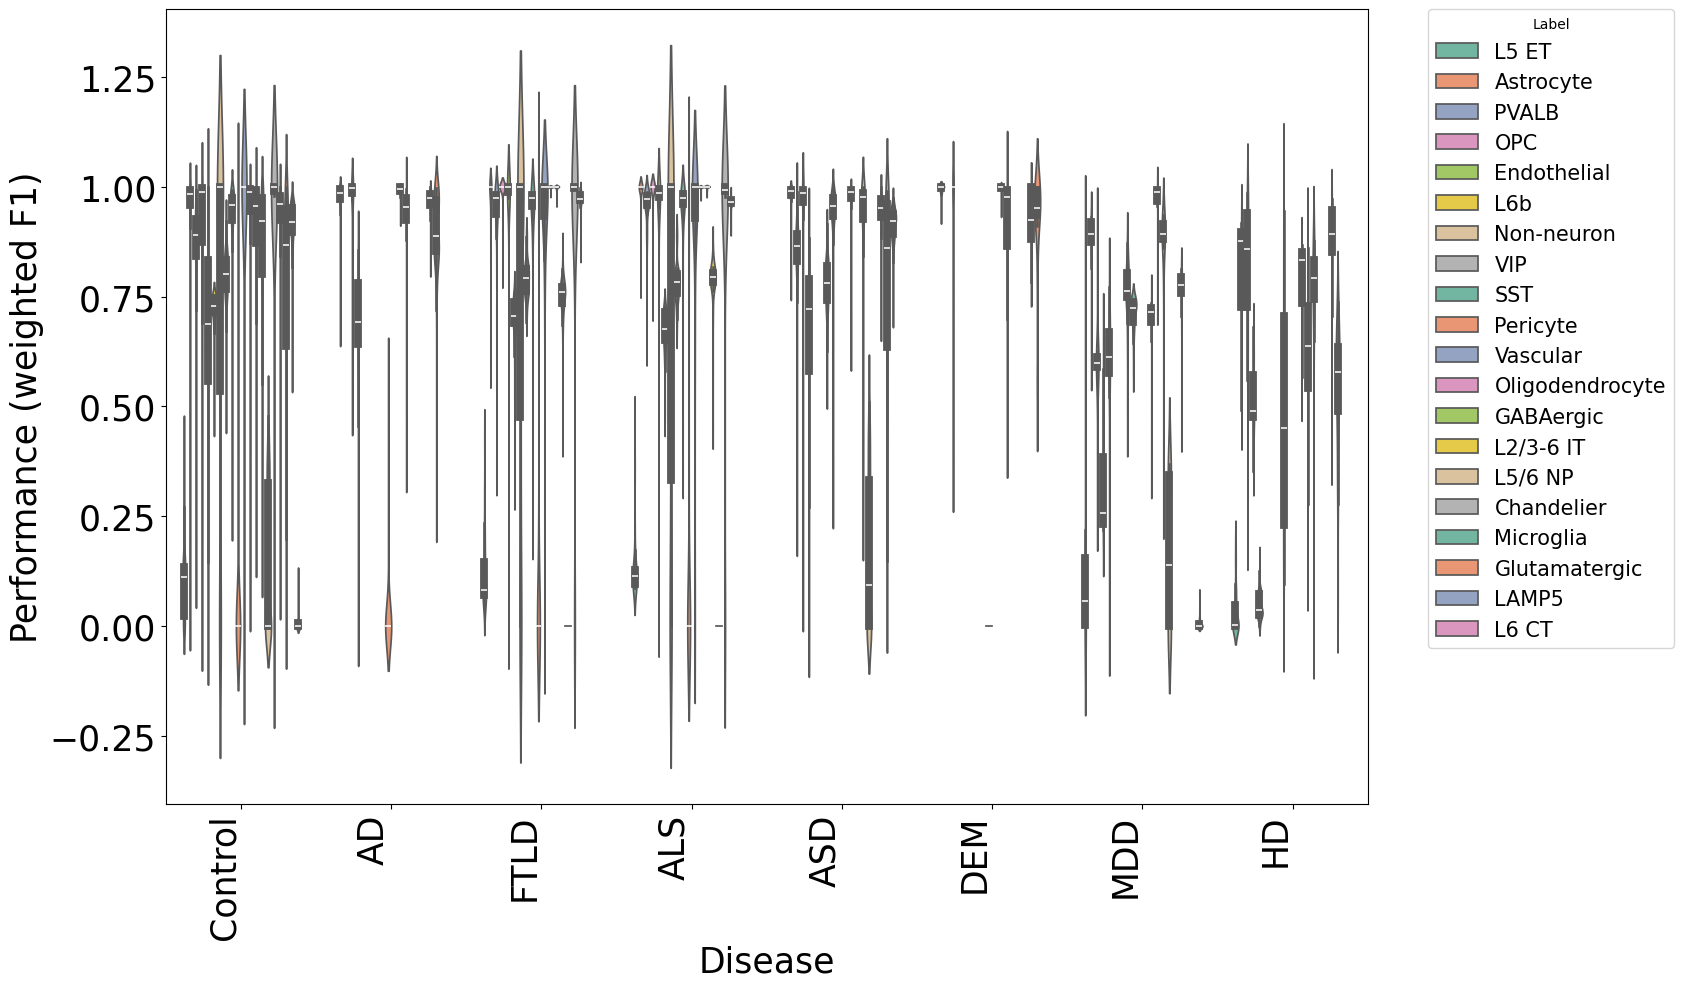 Performance (weighted F1)
1.25
1.00
0.75
0.50
0.25
0.00
−0.25
Control
AD
FTLD
ALS
ASD
DEM
MDD
HD
Disease
Label
L5 ET
Astrocyte
PVALB
OPC
Endothelial
L6b
Non-neuron
VIP
SST
Pericyte
Vascular
Oligodendrocyte
GABAergic
L2/3-6 IT
L5/6 NP
Chandelier
Microglia
Glutamatergic
LAMP5
L6 CT